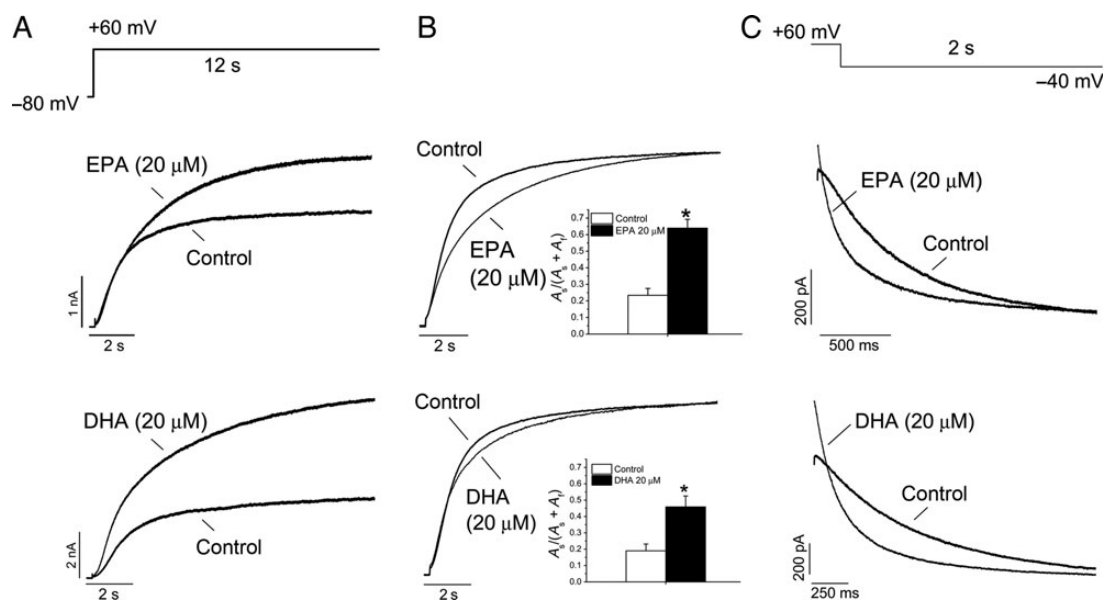 A
+60 mV
12 s
−80 mV
EPA (20 μM)
Control
1 nA
2 s
DHA (20 μM)
Control
2 nA
2 s
B
Control
EPA
(20 μM)
2 s
0.7
0.6
0.5
0.4
0.3
0.2
0.1
0.0
As/(As + Af)
Control
EPA 20 μM
*
Control
DHA
(20 μM)
2 s
0.7
0.6
0.5
0.4
0.3
0.2
0.1
0.0
As/(As + Af)
Control
DHA 20 μM
*
C
+60 mV
2 s
−40 mV
EPA (20 μM)
Control
200 pA
500 ms
DHA (20 μM)
Control
200 pA
250 ms